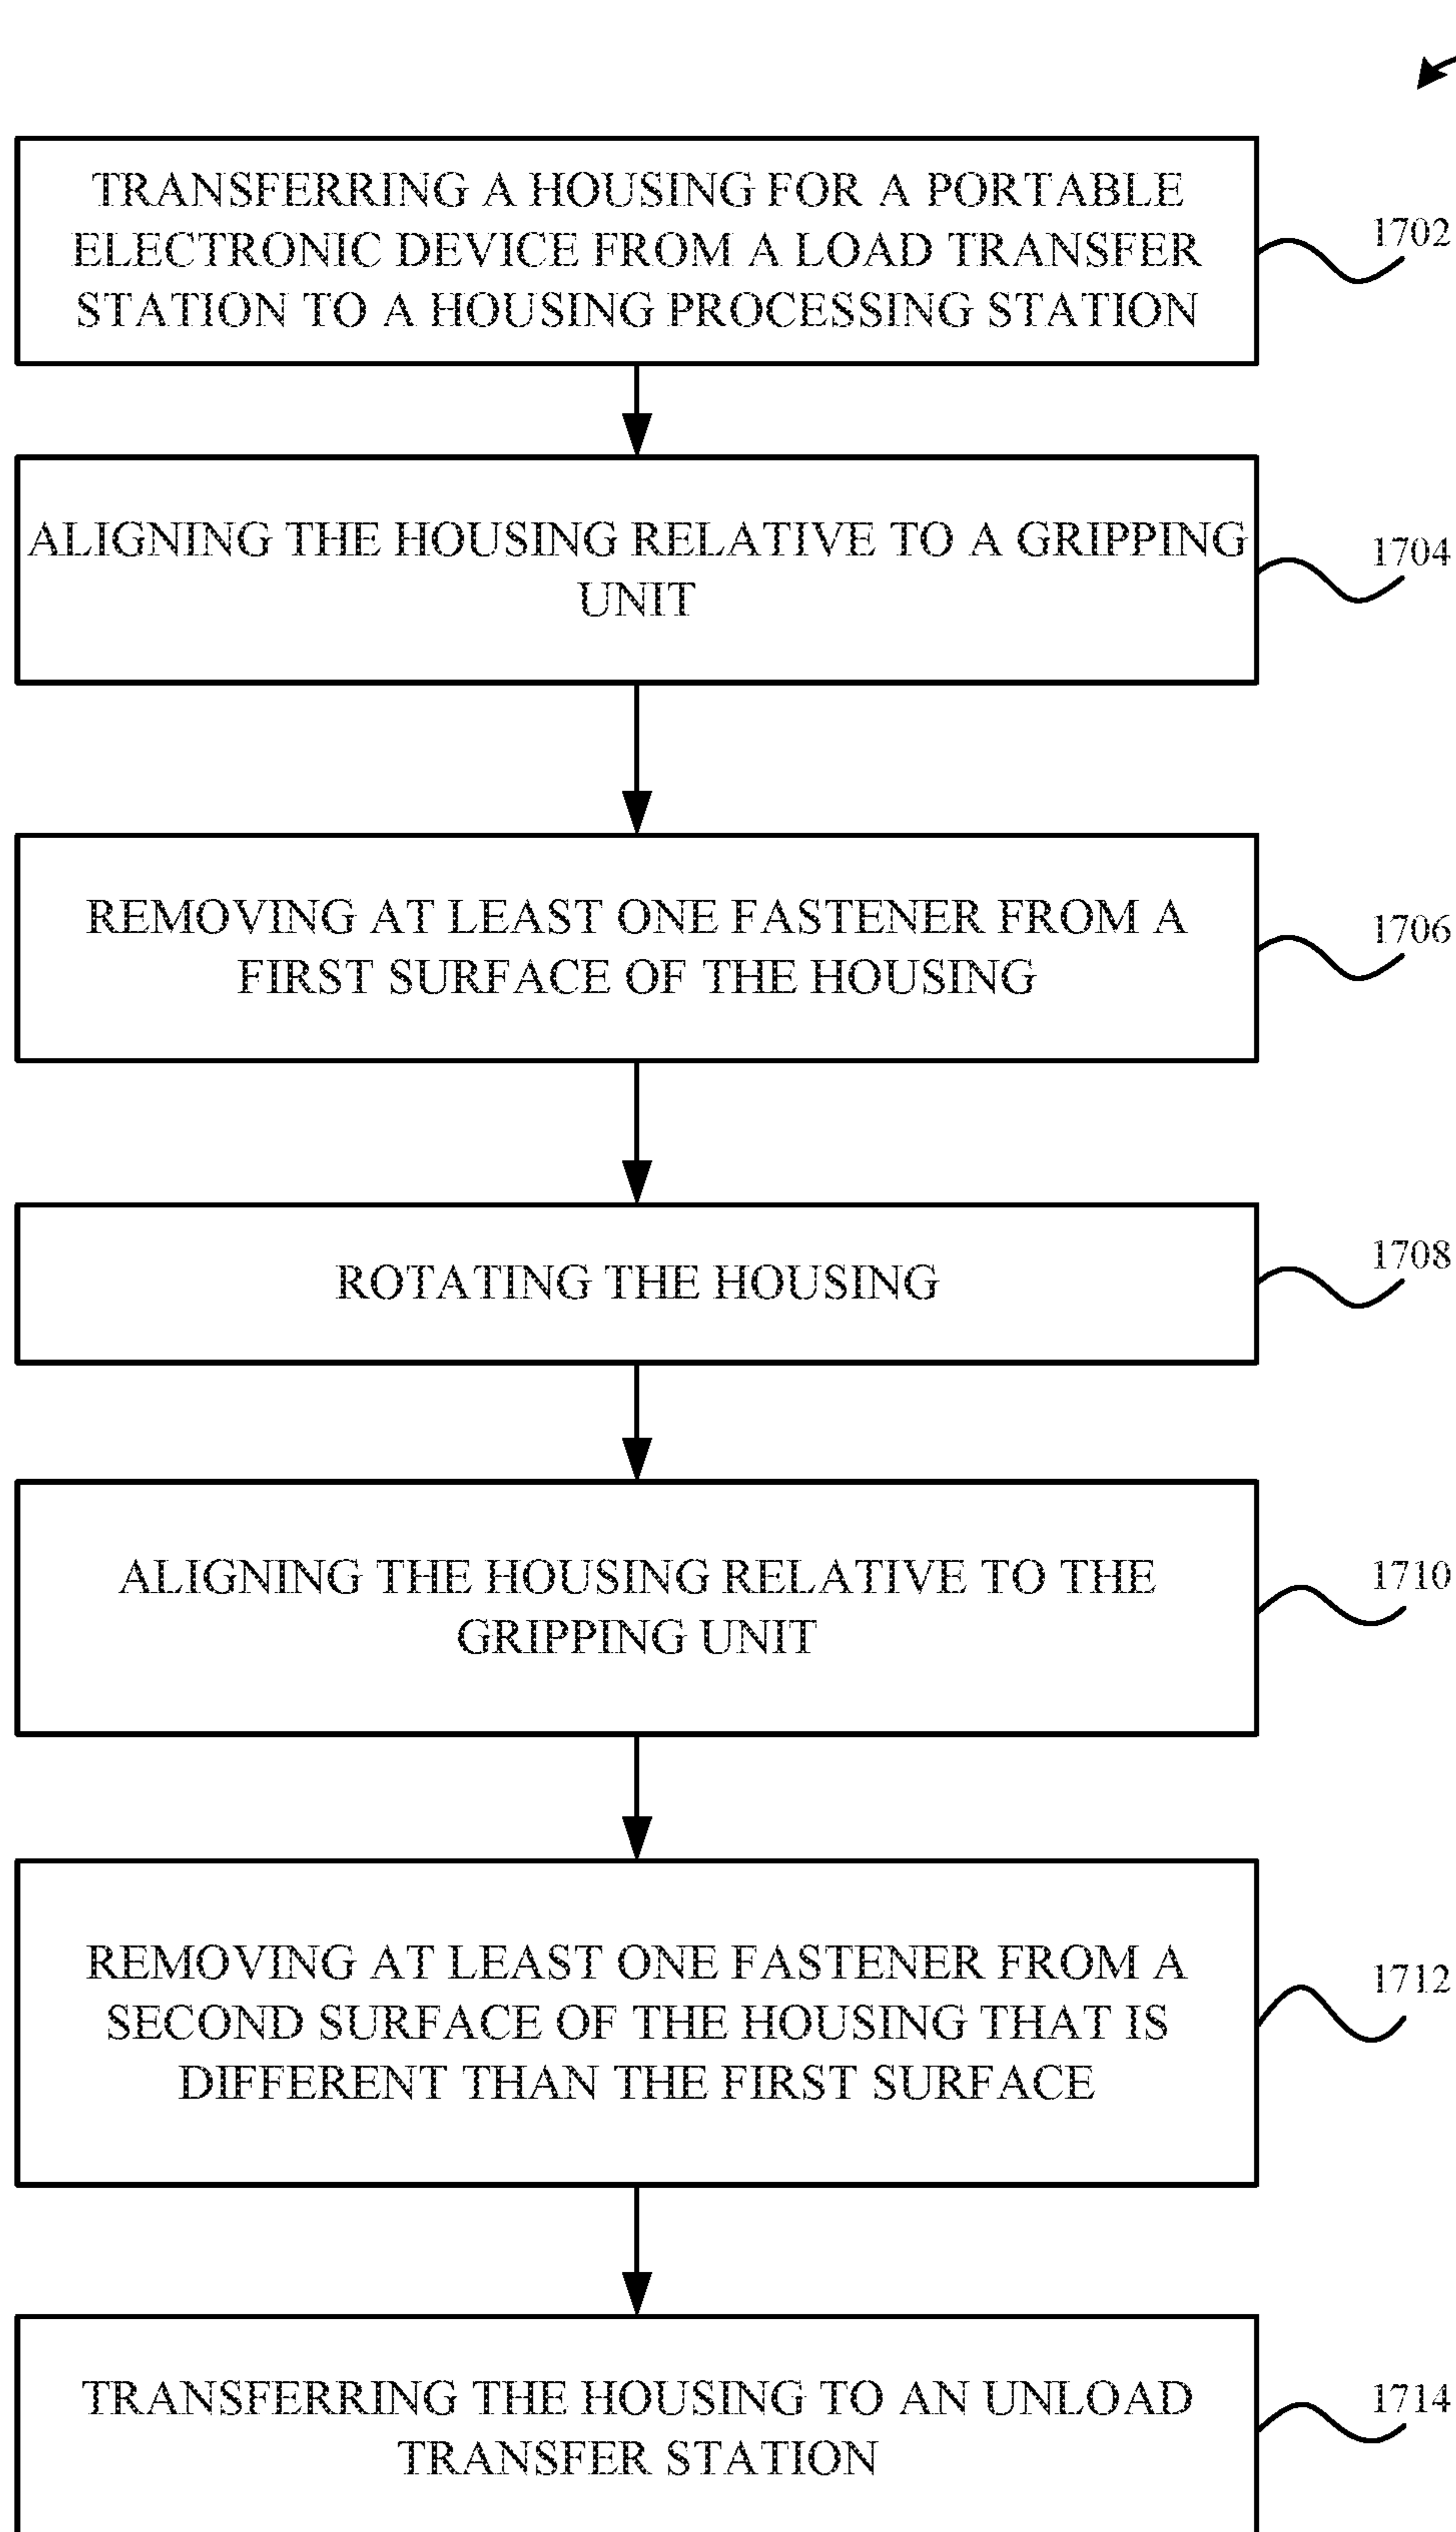 TRANSFERRING A HOUSING FOR A PORTABLE
ELECTRONIC DEVICE FROM A LOAD TRANSFER
STATION TO A HOUSING PROCESSING STATION
1702
ALIGNING THE HOUSING RELATIVE TO A GRIPPING
UNIT
1704
REMOVING AT LEAST ONE FASTENER FROM A
FIRST SURFACE OF THE HOUSING
1706
ROTATING THE HOUSING
1708
ALIGNING THE HOUSING RELATIVE TO THE
GRIPPING UNIT
1710
REMOVING AT LEAST ONE FASTENER FROM A
SECOND SURFACE OF THE HOUSING THAT IS
DIFFERENT THAN THE FIRST SURFACE
1712
TRANSFERRING THE HOUSING TO AN UNLOAD
TRANSFER STATION
1714